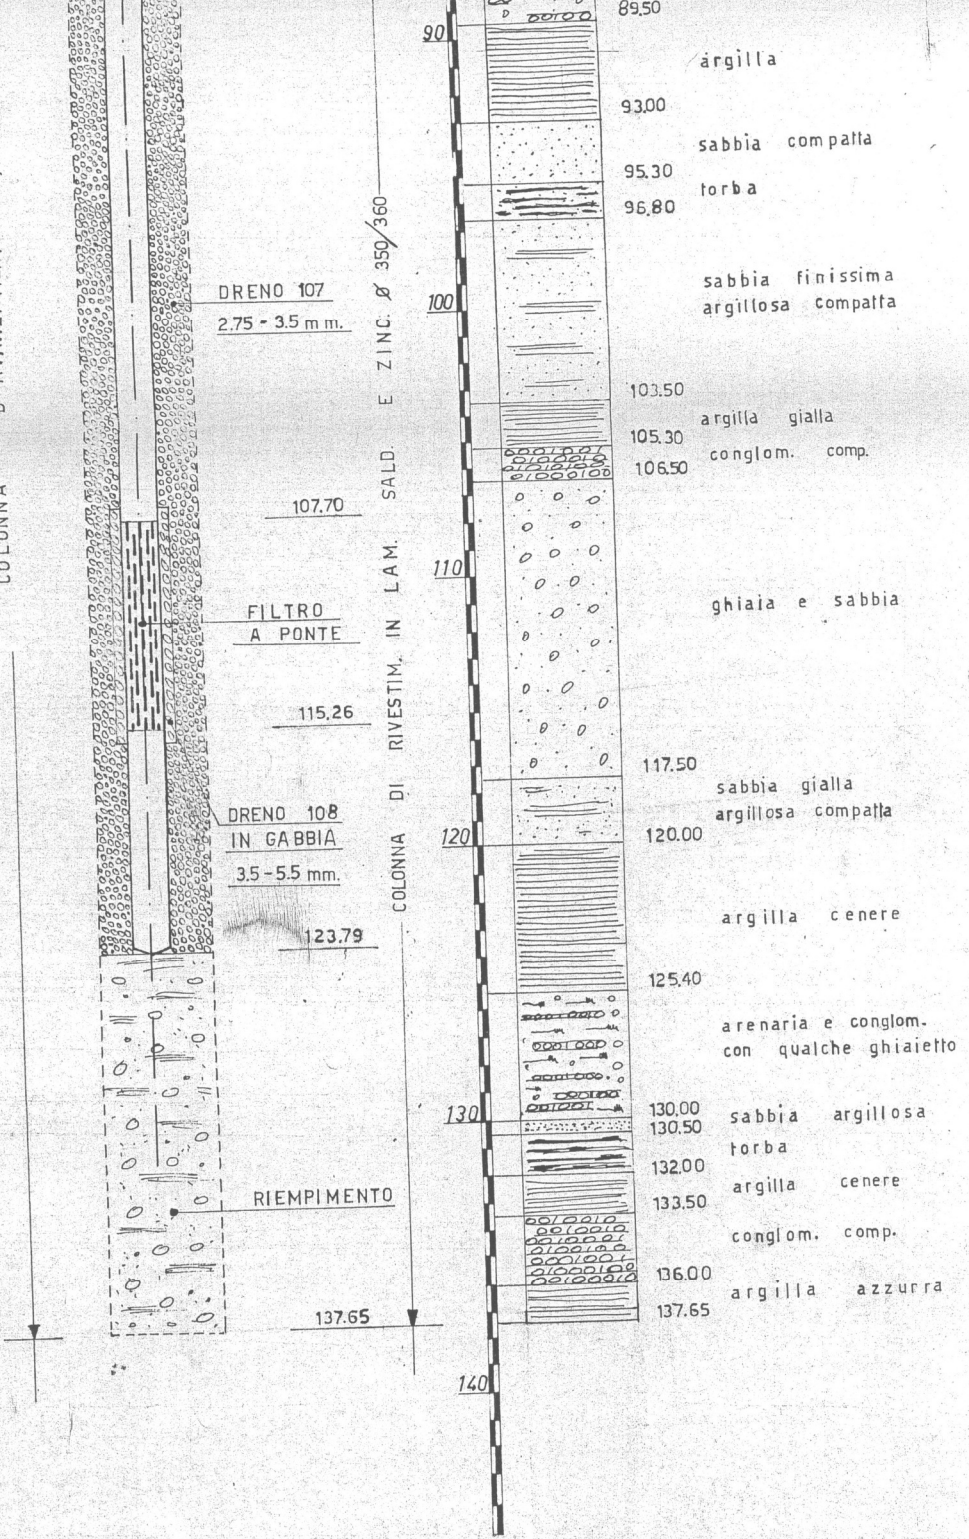 COLONNA
DRENO 107
2.75 - 3.5 mm.
107.70
FILTRO
A PONTE
115.26
DRENO 108
IN GABBIA
3.5 - 5.5 mm.
123.79
RIEMPIMENTO
137.65
COLONNA DI RIVESTIM. IN LAM. SALD. E ZINC. Ø 350/360
89.50
90
argilla
93.00
sabbia compatta
95.30
torba
96.80
sabbia finissima
argillosa compatta
100
103.50
argilla gialla
105.30
conglom. comp.
106.50
110
ghiaia e sabbia
117.50
sabbia gialla
argillosa compatta
120
120.00
argilla cenere
125.40
arenaria e conglom.
con qualche ghiaietto
130
130.00
sabbia argillosa
130.50
torba
132.00
argilla cenere
133.50
conglom. comp.
136.00
argilla azzurra
137.65
140